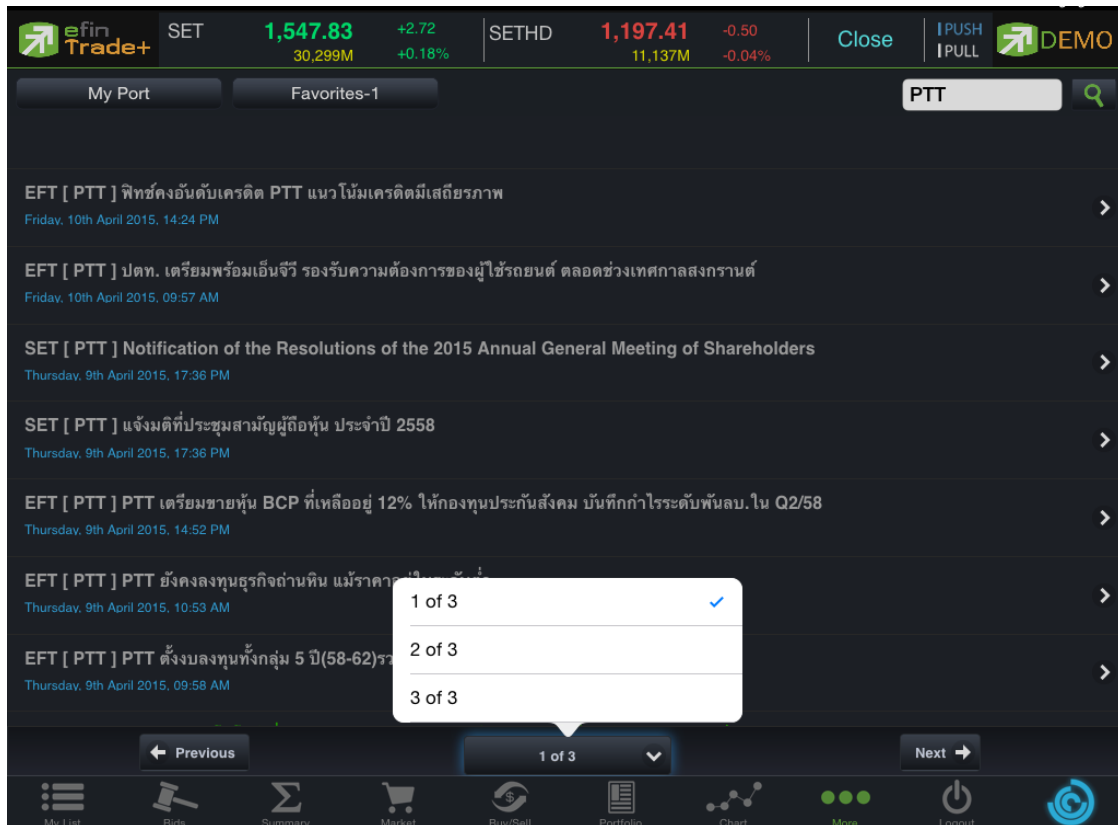 efin Trade+
SET 1,547.83 +2.72
30,299M +0.18%
SETHD 1,197.41 -0.50
11,137M -0.04%
Close
PUSH
PULL
DEMO
My Port
Favorites-1
PTT
EFT [ PTT ] ฟิทช์คงอันดับเครดิต PTT แนวโน้มเครดิตมีเสถียรภาพ
Friday, 10th April 2015, 14:24 PM
EFT [ PTT ] ปตท. เตรียมพร้อมเอ็นจีวี รองรับความต้องการของผู้ใช้รถยนต์ ตลอดช่วงเทศกาลสงกรานต์
Friday, 10th April 2015, 09:57 AM
SET [ PTT ] Notification of the Resolutions of the 2015 Annual General Meeting of Shareholders
Thursday, 9th April 2015, 17:36 PM
SET [ PTT ] แจ้งมติที่ประชุมสามัญผู้ถือหุ้น ประจำปี 2558
Thursday, 9th April 2015, 17:36 PM
EFT [ PTT ] PTT เตรียมขายหุ้น BCP ที่เหลืออยู่ 12% ให้กองทุนประกันสังคม บันทึกกำไรระดับพันลบ.ใน Q2/58
Thursday, 9th April 2015, 14:52 PM
EFT [ PTT ] PTT ยังคงลงทุนธุรกิจถ่านหิน แม้ราคา
Thursday, 9th April 2015, 10:53 AM
EFT [ PTT ] PTT ตั้งงบลงทุนทั้งกลุ่ม 5 ปี(58-62)
Thursday, 9th April 2015, 09:58 AM
1 of 3
2 of 3
3 of 3
Previous
1 of 3
Next
My List
Bids
Summary
Market
Buy/Sell
Portfolio
Chart
More
Logout